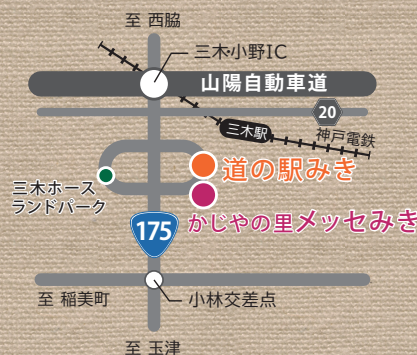 至 西脇
三木小野IC
山陽自動車道
20
三木駅
神戸電鉄
道の駅みき
三木ホース
ランドパーク
かじやの里メッセみき
175
至 稲美町
小林交差点
至 玉津